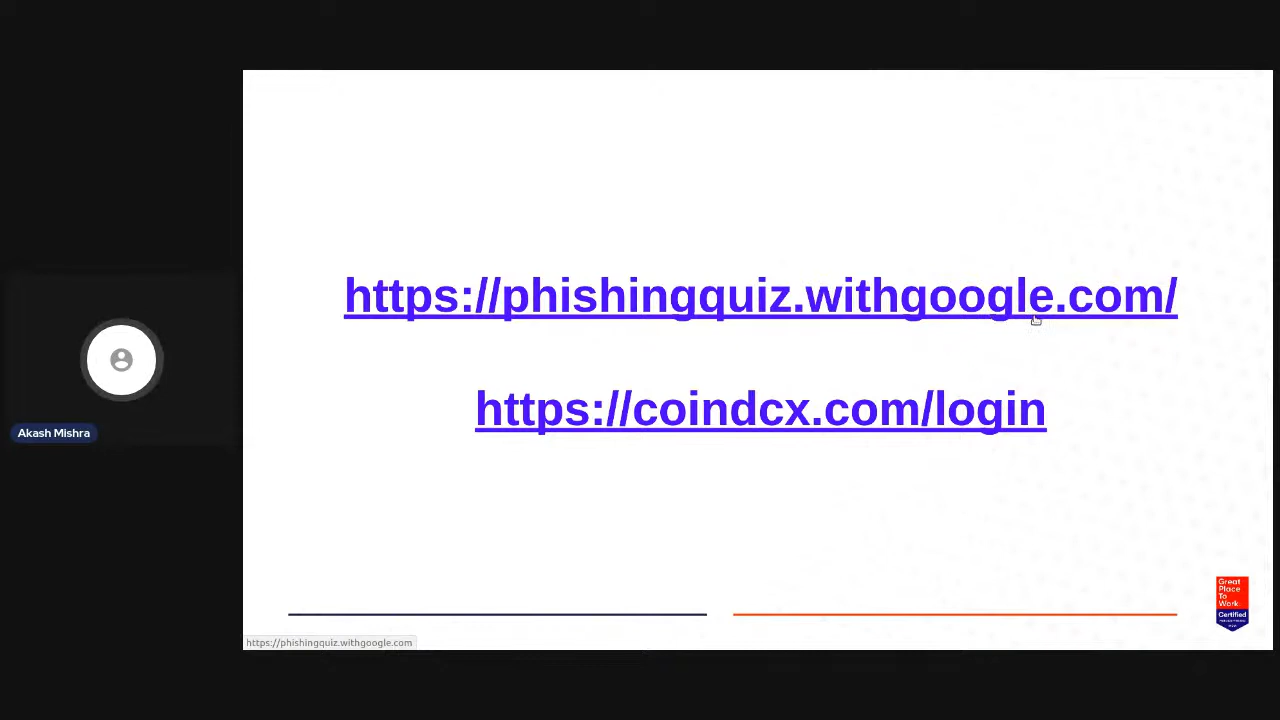 https://phishingquiz.withgoogle.com/
https://coindcx.com/login
Akash Mishra
Great
Place
To
Work
Certified
https://phishingquiz.withgoogle.com